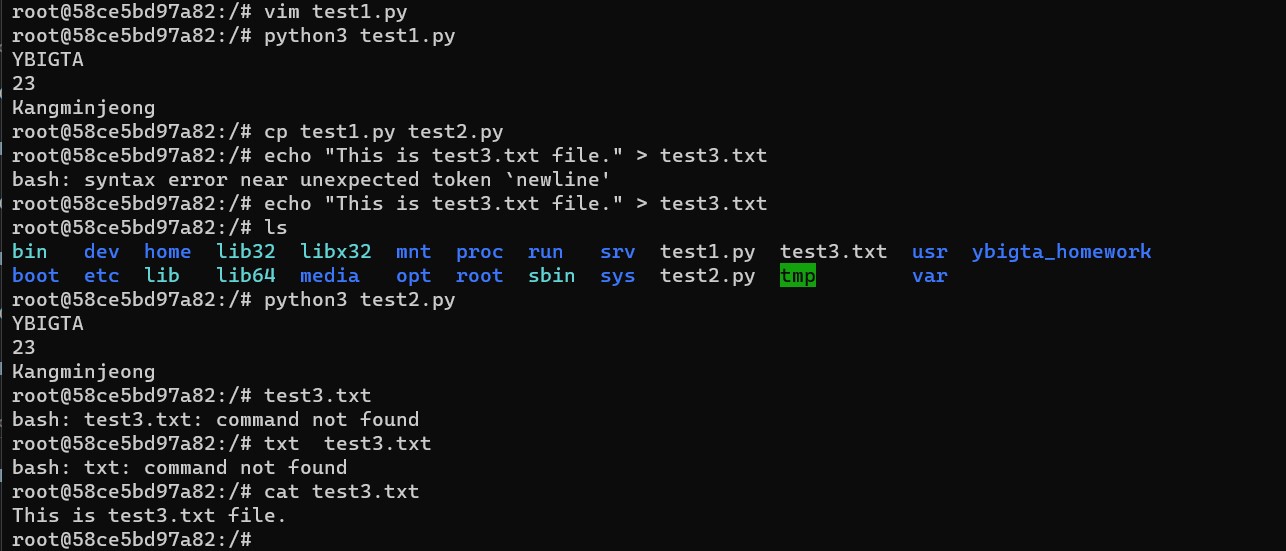 root@58ce5bd97a82:/# vim test1.py
root@58ce5bd97a82:/# python3 test1.py
YBIGTA
23
Kangminjeong
root@58ce5bd97a82:/# cp test1.py test2.py
root@58ce5bd97a82:/# echo "This is test3.txt file." > test3.txt
bash: syntax error near unexpected token `newline'
root@58ce5bd97a82:/# echo "This is test3.txt file." > test3.txt
root@58ce5bd97a82:/# ls
bin   dev  home  lib32  libx32  mnt  proc  run   srv  test1.py  test3.txt  usr  ybigta_homework
boot  etc  lib   lib64  media   opt  root  sbin  sys  test2.py  tmp        var
root@58ce5bd97a82:/# python3 test2.py
YBIGTA
23
Kangminjeong
root@58ce5bd97a82:/# test3.txt
bash: test3.txt: command not found
root@58ce5bd97a82:/# txt  test3.txt
bash: txt: command not found
root@58ce5bd97a82:/# cat test3.txt
This is test3.txt file.
root@58ce5bd97a82:/#